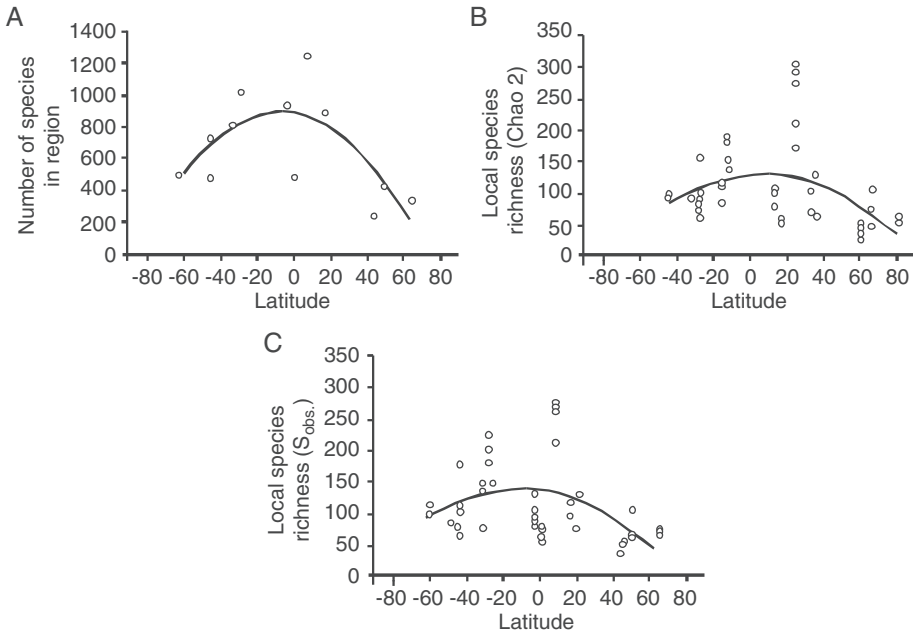 A
Number of species
in region
1400
1200
1000
800
600
400
200
0
-80 -60 -40 -20 0 20 40 60 80
Latitude
B
Local species
richness (Chao 2)
350
300
250
200
150
100
50
0
-80 -60 -40 -20 0 20 40 60 80
Latitude
C
Local species
richness (Sobs.)
350
300
250
200
150
100
50
0
-80 -60 -40 -20 0 20 40 60 80
Latitude